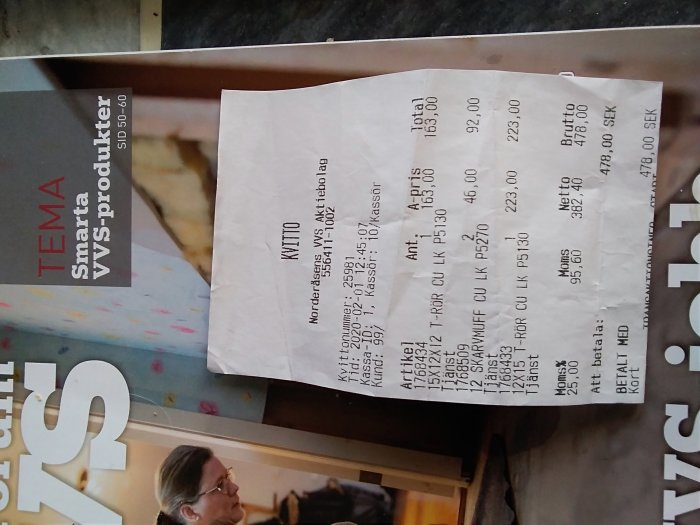 TEMA
Smarta
VVS-produkter
SID 50–60
KVITTO
Norderåsens VVS Aktiebolag
556411-1002
Kvittonummer: 25981
Tid: 2020-02-01 12:45:07
Kassa-ID: 1, Kassör: 10/Kassör
Kund: 99/
Artikel Ant. A-pris Total
1768434 1 163,00 163,00
15X12X12 T-RÖR CU LK P5130
Tjänst
1768509 2 46,00 92,00
12 SKARVMUFF CU LK P5270
Tjänst
1768433 1 223,00 223,00
12X15 T-RÖR CU LK P5130
Tjänst
Moms% Moms Netto Brutto
25,00 95,60 382,40 478,00
Att betala: 478,00 SEK
BETALT MED
Kort 478,00 SEK
VVS